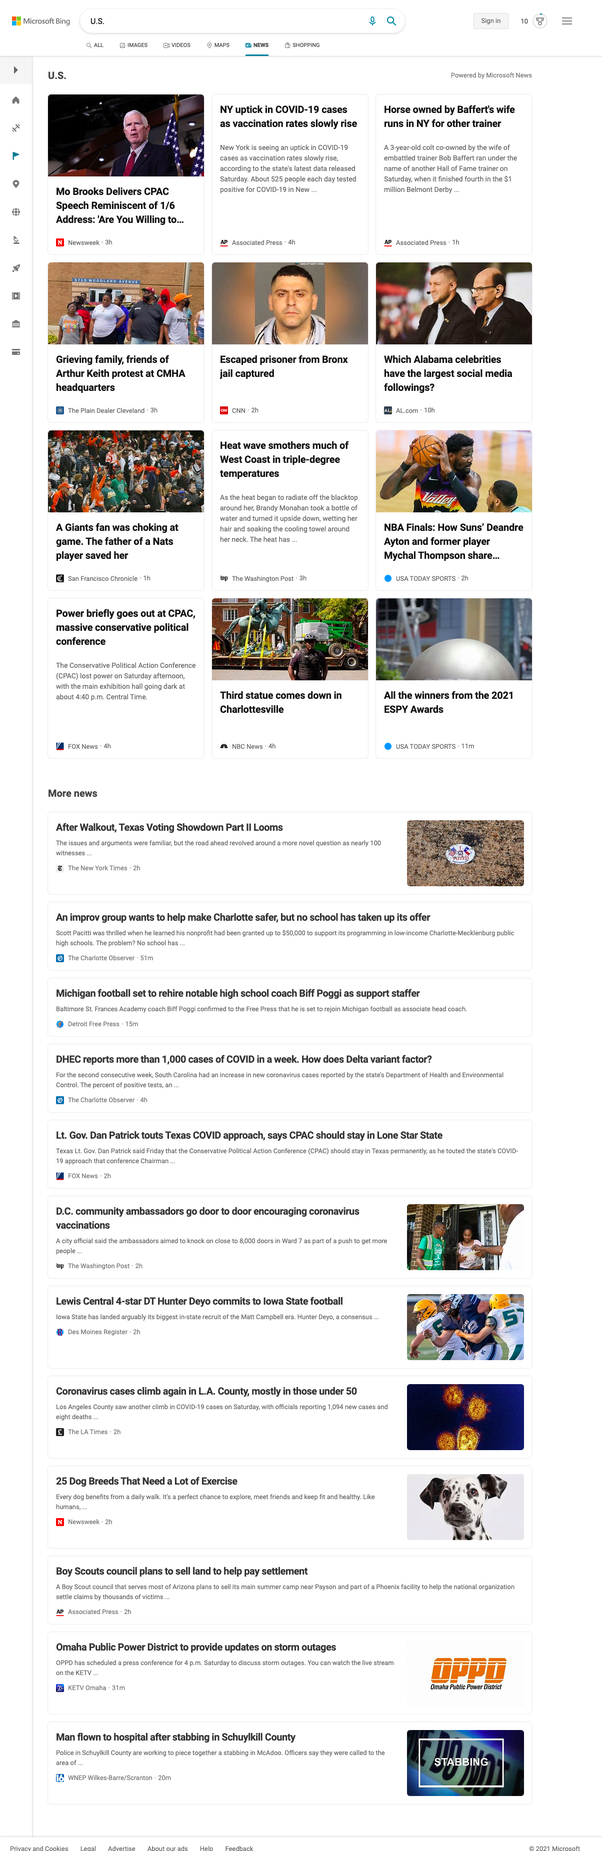 Microsoft Bing
U.S.
Sign in
10
ALL
IMAGES
VIDEOS
MAPS
NEWS
SHOPPING
U.S.
Powered by Microsoft News
Mo Brooks Delivers CPAC
Speech Reminiscent of 1/6
Address: 'Are You Willing to...
Newsweek · 3h
NY uptick in COVID-19 cases
as vaccination rates slowly rise
New York is seeing an uptick in COVID-19
cases as vaccination rates slowly rise,
according to the state's latest data released
Saturday. About 525 people each day tested
positive for COVID-19 in New ...
AP Associated Press · 4h
Horse owned by Baffert's wife
runs in NY for other trainer
A 3-year-old colt co-owned by the wife of
embattled trainer Bob Baffert ran under the
name of another Hall of Fame trainer on
Saturday, when it finished fourth in the $1
million Belmont Derby ...
AP Associated Press · 1h
Grieving family, friends of
Arthur Keith protest at CMHA
headquarters
The Plain Dealer Cleveland · 3h
Escaped prisoner from Bronx
jail captured
CNN · 2h
Which Alabama celebrities
have the largest social media
followings?
AL.com · 10h
A Giants fan was choking at
game. The father of a Nats
player saved her
San Francisco Chronicle · 1h
Heat wave smothers much of
West Coast in triple-degree
temperatures
As the heat began to radiate off the blacktop
around her, Brandy Monahan took a bottle of
water and turned it upside down, wetting her
hair and soaking the cooling towel around
her neck. The heat has ...
wp The Washington Post · 3h
NBA Finals: How Suns' Deandre
Ayton and former player
Mychal Thompson share...
USA TODAY SPORTS · 2h
Power briefly goes out at CPAC,
massive conservative political
conference
The Conservative Political Action Conference
(CPAC) lost power on Saturday afternoon,
with the main exhibition hall going dark at
about 4:40 p.m. Central Time.
FOX News · 4h
Third statue comes down in
Charlottesville
NBC News · 4h
All the winners from the 2021
ESPY Awards
USA TODAY SPORTS · 11m
More news
After Walkout, Texas Voting Showdown Part II Looms
The issues and arguments were familiar, but the road ahead revolved around a more novel question as nearly 100
witnesses ...
The New York Times · 2h
An improv group wants to help make Charlotte safer, but no school has taken up its offer
Scott Pacitti was thrilled when he learned his nonprofit had been granted up to $50,000 to support its programming in low-income Charlotte-Mecklenburg public
high schools. The problem? No school has ...
The Charlotte Observer · 51m
Michigan football set to rehire notable high school coach Biff Poggi as support staffer
Baltimore St. Frances Academy coach Biff Poggi confirmed to the Free Press that he is set to rejoin Michigan football as associate head coach.
Detroit Free Press · 15m
DHEC reports more than 1,000 cases of COVID in a week. How does Delta variant factor?
For the second consecutive week, South Carolina had an increase in new coronavirus cases reported by the state's Department of Health and Environmental
Control. The percent of positive tests, an ...
The Charlotte Observer · 4h
Lt. Gov. Dan Patrick touts Texas COVID approach, says CPAC should stay in Lone Star State
Texas Lt. Gov. Dan Patrick said Friday that the Conservative Political Action Conference (CPAC) should stay in Texas permanently, as he touted the state's COVID-
19 approach that conference Chairman ...
FOX News · 2h
D.C. community ambassadors go door to door encouraging coronavirus
vaccinations
A city official said the ambassadors aimed to knock on close to 8,000 doors in Ward 7 as part of a push to get more
people ...
wp The Washington Post · 2h
Lewis Central 4-star DT Hunter Deyo commits to Iowa State football
Iowa State has landed arguably its biggest in-state recruit of the Matt Campbell era. Hunter Deyo, a consensus ...
Des Moines Register · 2h
Coronavirus cases climb again in L.A. County, mostly in those under 50
Los Angeles County saw another climb in COVID-19 cases on Saturday, with officials reporting 1,094 new cases and
eight deaths ...
The LA Times · 2h
25 Dog Breeds That Need a Lot of Exercise
Every dog benefits from a daily walk. It's a perfect chance to explore, meet friends and keep fit and healthy. Like
humans, ...
Newsweek · 2h
Boy Scouts council plans to sell land to help pay settlement
A Boy Scout council that serves most of Arizona plans to sell its main summer camp near Payson and part of a Phoenix facility to help the national organization
settle claims by thousands of victims ...
AP Associated Press · 2h
Omaha Public Power District to provide updates on storm outages
OPPD has scheduled a press conference for 4 p.m. Saturday to discuss storm outages. You can watch the live stream
on the KETV ...
KETV Omaha · 31m
OPPD
Omaha Public Power District
Man flown to hospital after stabbing in Schuylkill County
Police in Schuylkill County are working to piece together a stabbing in McAdoo. Officers say they were called to the
area of ...
WNEP Wilkes-Barre/Scranton · 20m
STABBING
Privacy and Cookies
Legal
Advertise
About our ads
Help
Feedback
© 2021 Microsoft